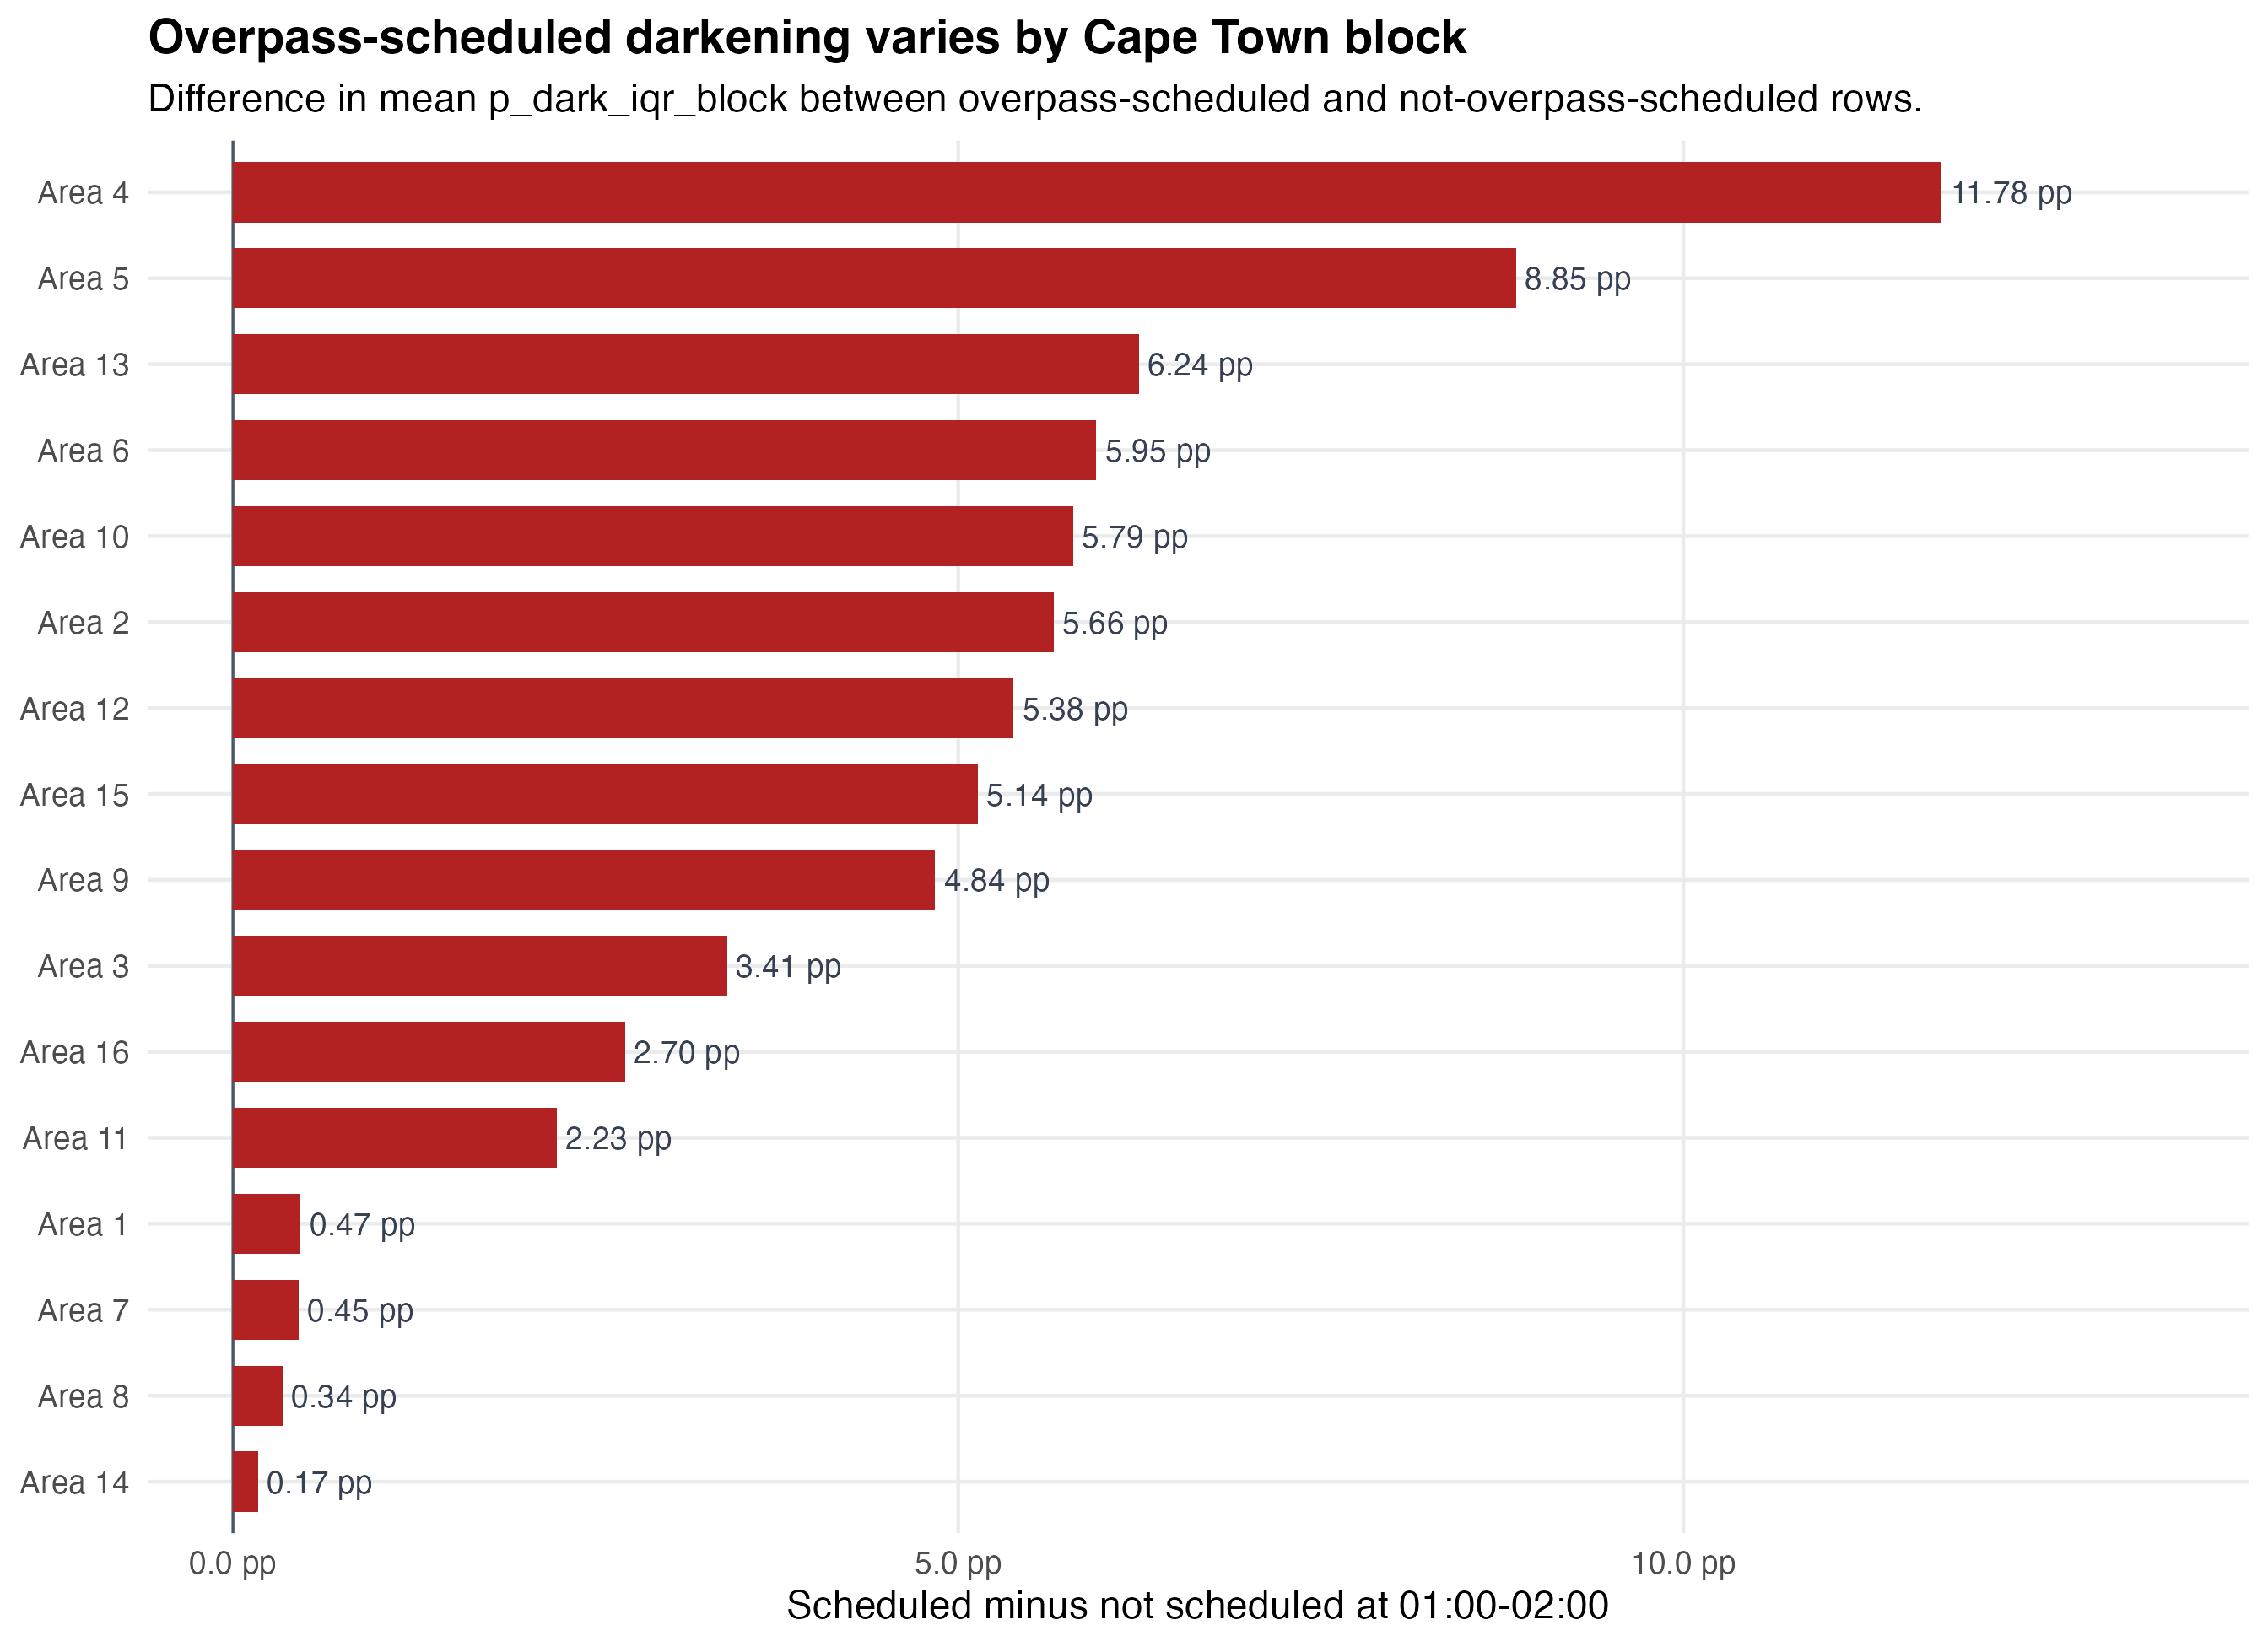 Overpass-scheduled darkening varies by Cape Town block
Difference in mean p_dark_iqr_block between overpass-scheduled and not-overpass-scheduled rows.
Area 4 11.78 pp
Area 5 8.85 pp
Area 13 6.24 pp
Area 6 5.95 pp
Area 10 5.79 pp
Area 2 5.66 pp
Area 12 5.38 pp
Area 15 5.14 pp
Area 9 4.84 pp
Area 3 3.41 pp
Area 16 2.70 pp
Area 11 2.23 pp
Area 1 0.47 pp
Area 7 0.45 pp
Area 8 0.34 pp
Area 14 0.17 pp
0.0 pp 5.0 pp 10.0 pp
Scheduled minus not scheduled at 01:00-02:00